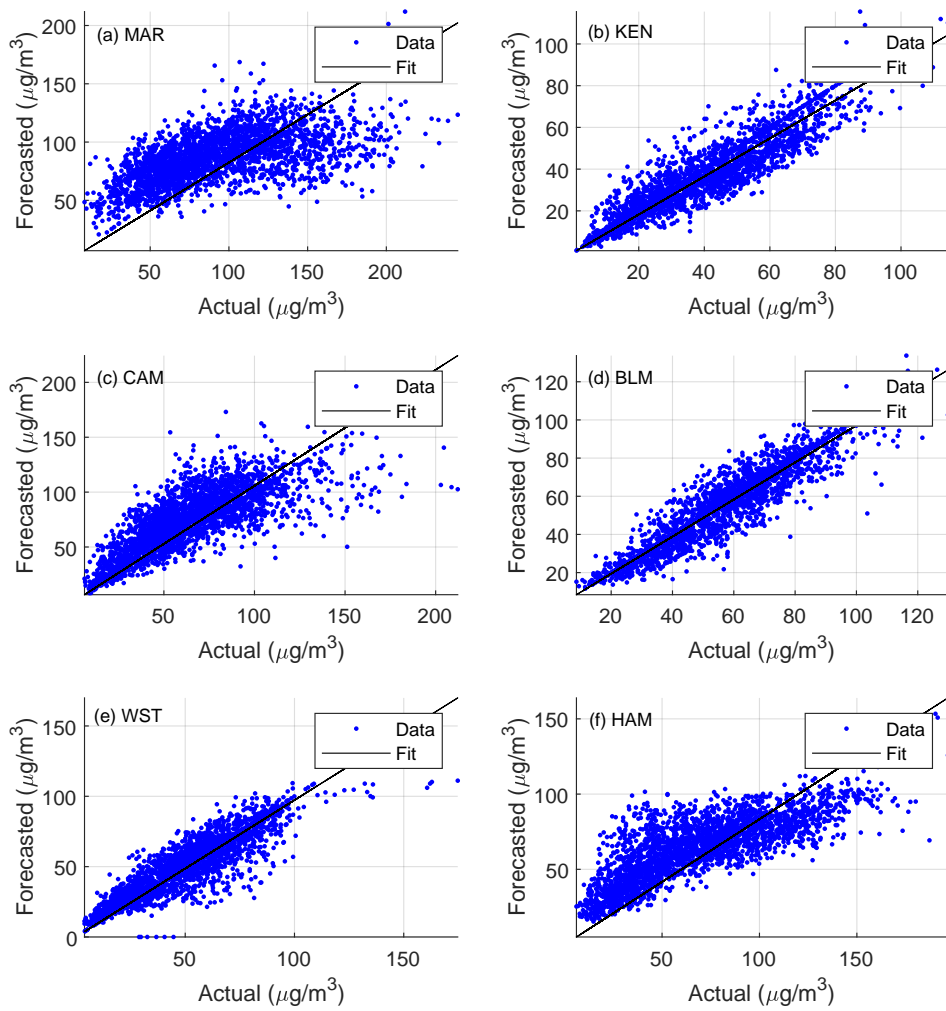 (a) MAR
Data
Fit
200
150
100
50
50 100 150 200
Forecasted (μg/m³)
Actual (μg/m³)
(b) KEN
Data
Fit
100
80
60
40
20
20 40 60 80 100
Forecasted (μg/m³)
Actual (μg/m³)
(c) CAM
Data
Fit
200
150
100
50
50 100 150 200
Forecasted (μg/m³)
Actual (μg/m³)
(d) BLM
Data
Fit
120
100
80
60
40
20
20 40 60 80 100 120
Forecasted (μg/m³)
Actual (μg/m³)
(e) WST
Data
Fit
150
100
50
0
50 100 150
Forecasted (μg/m³)
Actual (μg/m³)
(f) HAM
Data
Fit
150
100
50
50 100 150
Forecasted (μg/m³)
Actual (μg/m³)